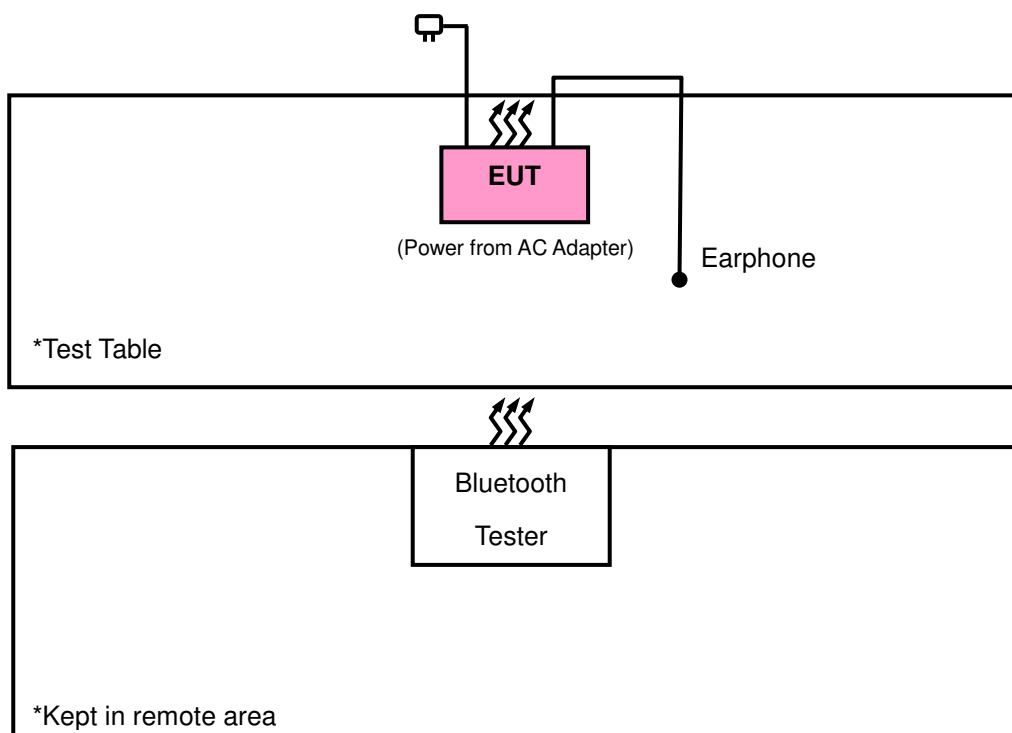 EUT
(Power from AC Adapter)
Earphone
*Test Table
Bluetooth
Tester
*Kept in remote area